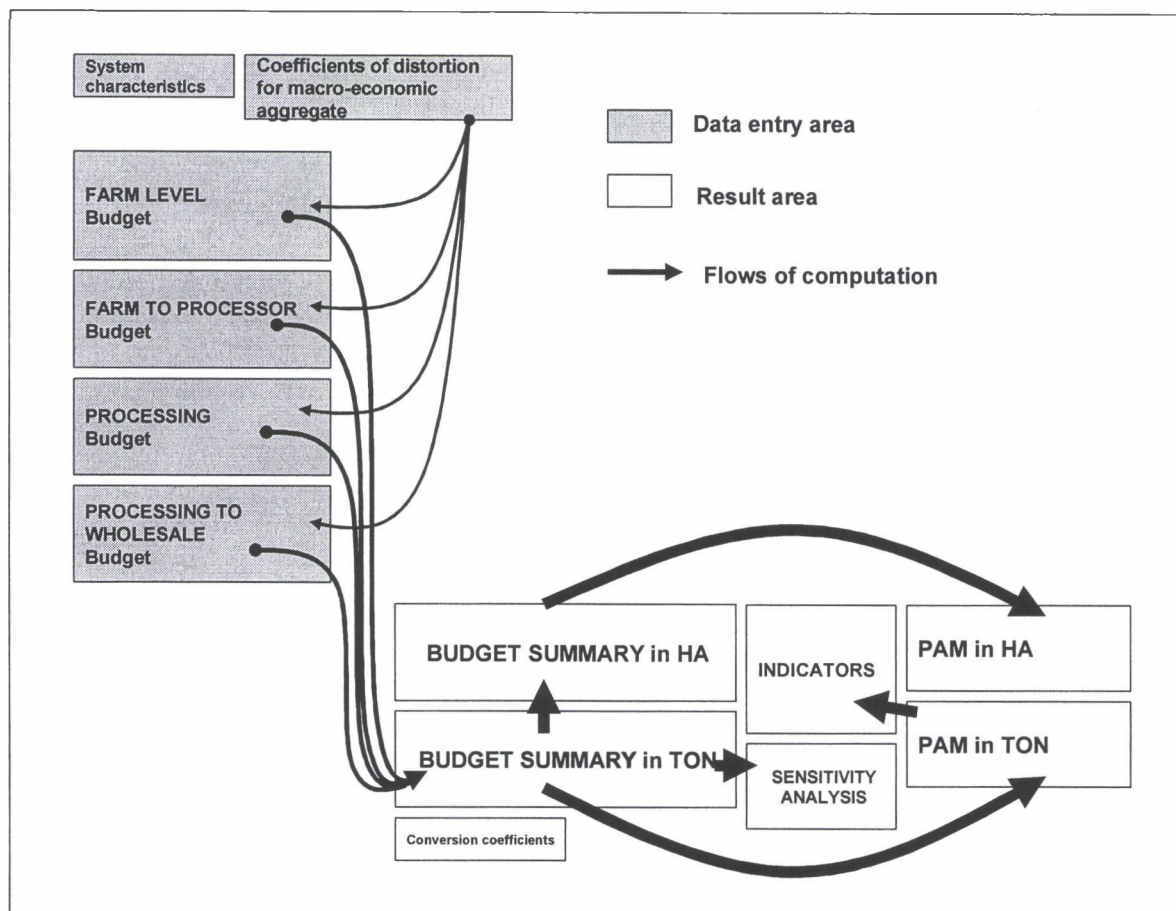 System
characteristics
Coefficients of distortion
for macro-economic
aggregate
Data entry area
Result area
Flows of computation
FARM LEVEL
Budget
FARM TO PROCESSOR
Budget
PROCESSING
Budget
PROCESSING TO
WHOLESALE
Budget
BUDGET SUMMARY in HA
INDICATORS
PAM in HA
BUDGET SUMMARY in TON
SENSITIVITY
ANALYSIS
PAM in TON
Conversion coefficients